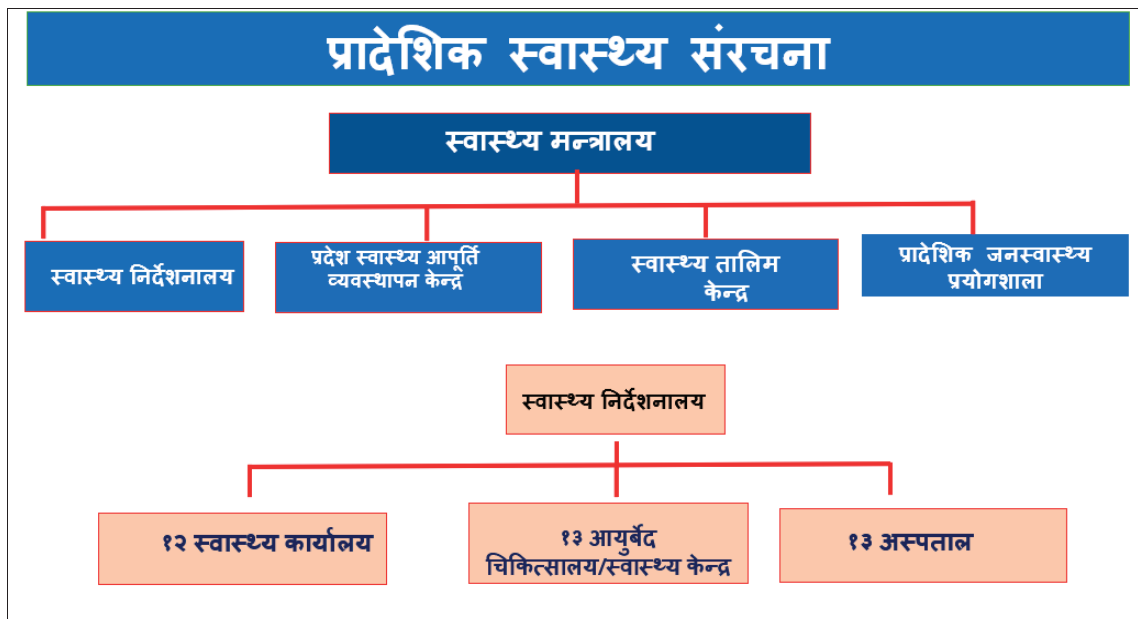 प्रादेशिक स्वास्थ्य संरचना
स्वास्थ्य मन्त्रालय
स्वास्थ्य निर्देशनालय
प्रदेश स्वास्थ्य आपूर्ति
व्यवस्थापन केन्द्र
स्वास्थ्य तालिम
केन्द्र
प्रादेशिक जनस्वास्थ्य
प्रयोगशाला
स्वास्थ्य निर्देशनालय
१२ स्वास्थ्य कार्यालय
१३ आयुर्बेद
चिकित्सालय/स्वास्थ्य केन्द्र
१३ अस्पताल